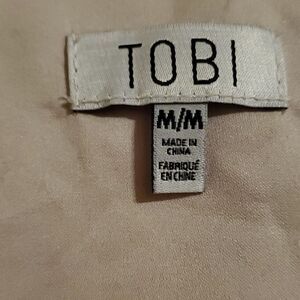 TOBI
M/M
MADE IN
CHINA
FABRIQUÉ
EN CHINE